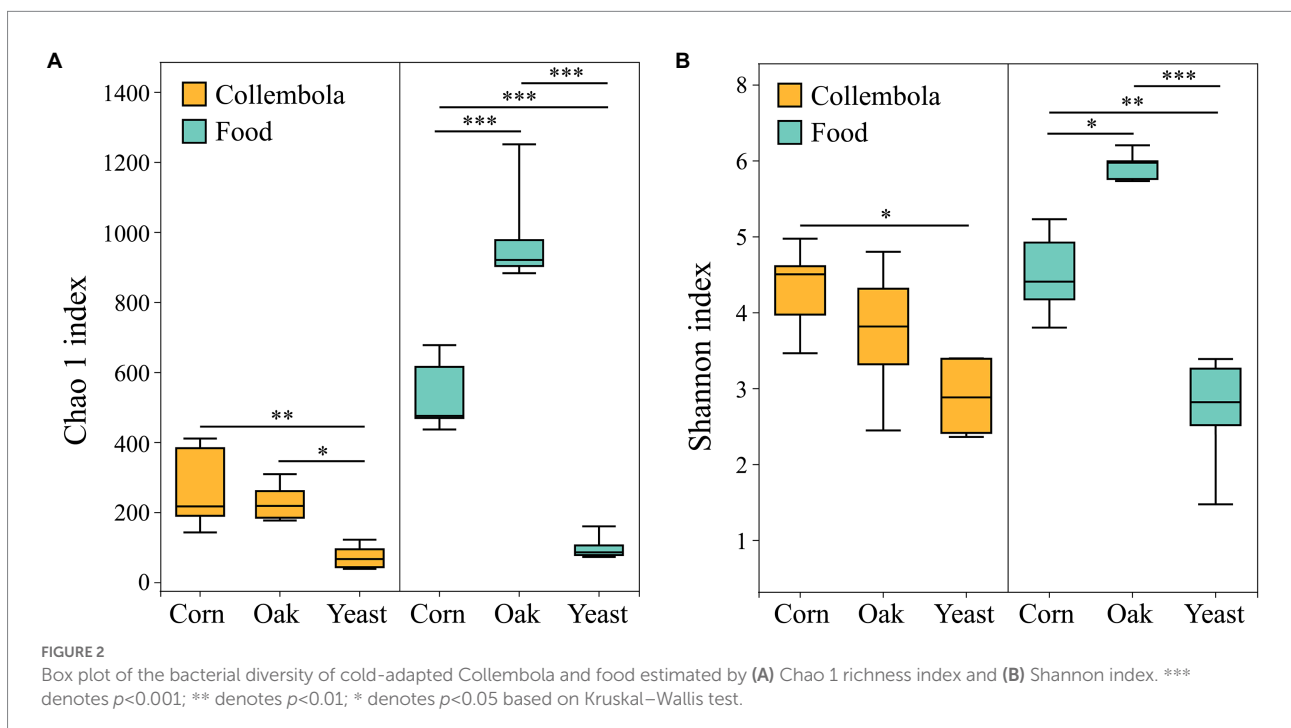 A
Chao 1 index
1400
1200
1000
800
600
400
200
0
Collembola
Food
**
*
***
***
***
Corn Oak Yeast Corn Oak Yeast
B
Shannon index
8
6
5
4
3
2
1
Collembola
Food
*
***
**
*
Corn Oak Yeast Corn Oak Yeast
FIGURE 2
Box plot of the bacterial diversity of cold-adapted Collembola and food estimated by (A) Chao 1 richness index and (B) Shannon index. ***
denotes p<0.001; ** denotes p<0.01; * denotes p<0.05 based on Kruskal–Wallis test.